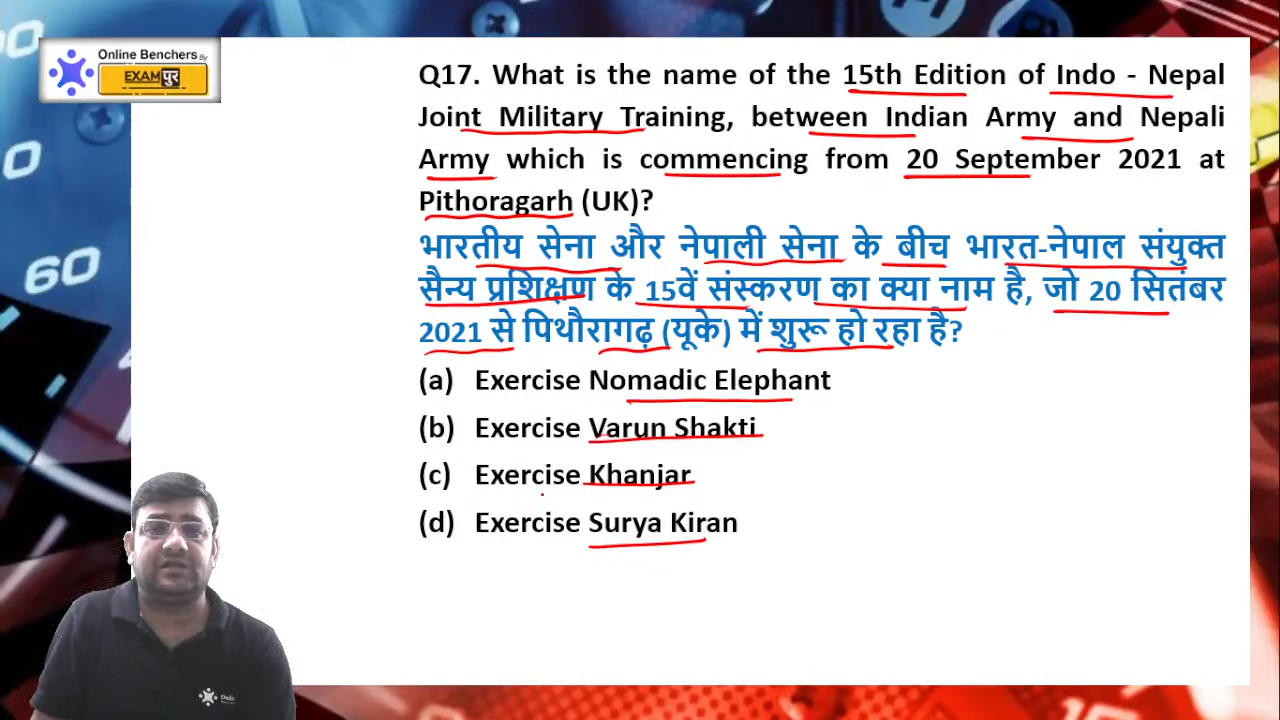 Online Benchers By
EXAMपुर
Q17. What is the name of the 15th Edition of Indo - Nepal
Joint Military Training, between Indian Army and Nepali
Army which is commencing from 20 September 2021 at
Pithoragarh (UK)?
भारतीय सेना और नेपाली सेना के बीच भारत-नेपाल संयुक्त
सैन्य प्रशिक्षण के 15वें संस्करण का क्या नाम है, जो 20 सितंबर
2021 से पिथौरागढ़ (यूके) में शुरू हो रहा है?
(a) Exercise Nomadic Elephant
(b) Exercise Varun Shakti
(c) Exercise Khanjar
(d) Exercise Surya Kiran
60